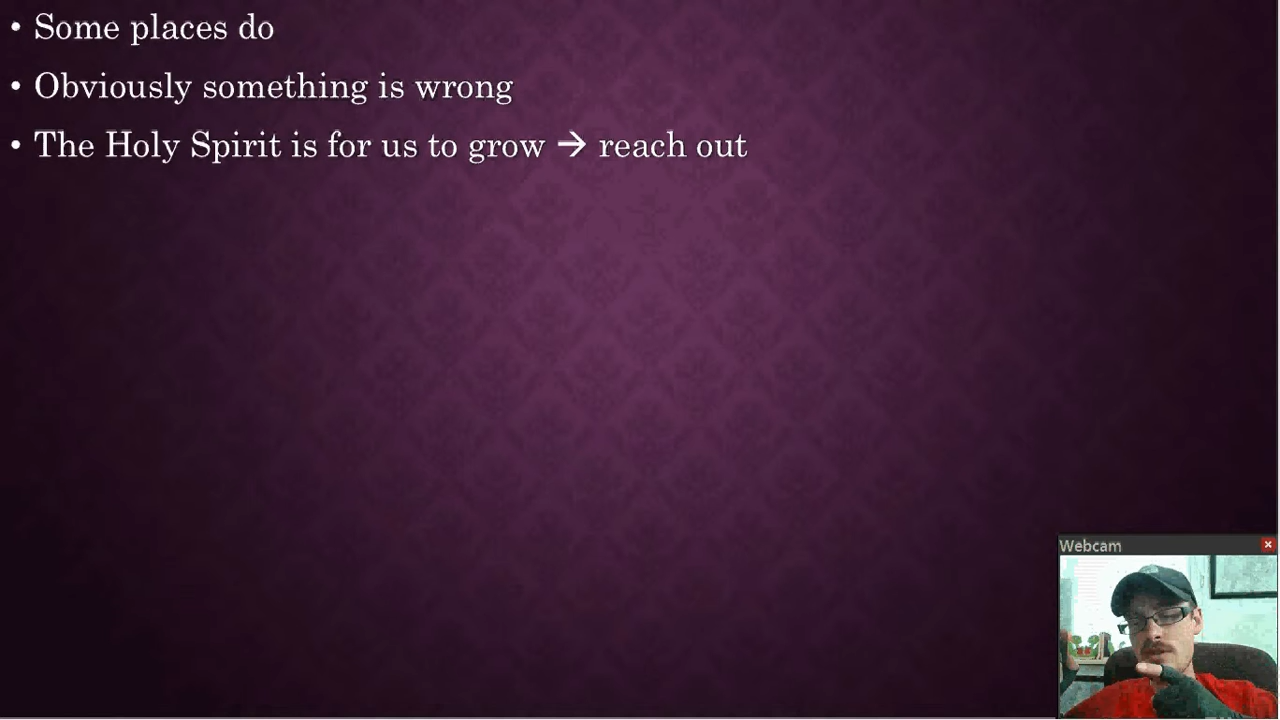 • Some places do
• Obviously something is wrong
• The Holy Spirit is for us to grow → reach out
Webcam